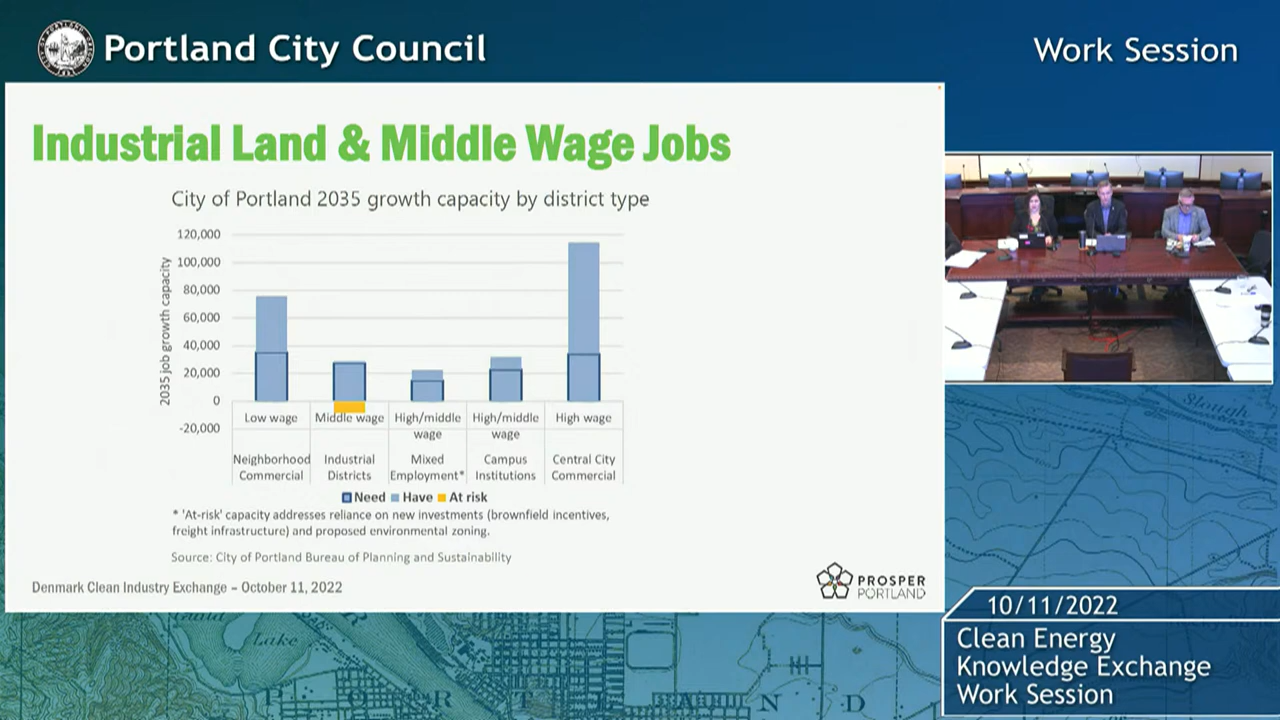 Portland City Council
Work Session
Industrial Land & Middle Wage Jobs
City of Portland 2035 growth capacity by district type
2035 job growth capacity
120,000
100,000
80,000
60,000
40,000
20,000
0
-20,000
Low wage
Middle wage
High/middle wage
High/middle wage
High wage
Neighborhood Commercial
Industrial Districts
Mixed Employment*
Campus Institutions
Central City Commercial
Need Have At risk
* 'At-risk' capacity addresses reliance on new investments (brownfield incentives,
freight infrastructure) and proposed environmental zoning.
Source: City of Portland Bureau of Planning and Sustainability
Denmark Clean Industry Exchange – October 11, 2022
PROSPER
PORTLAND
10/11/2022
Clean Energy
Knowledge Exchange
Work Session
Slough
Guild
Lake
P O R T L A N D